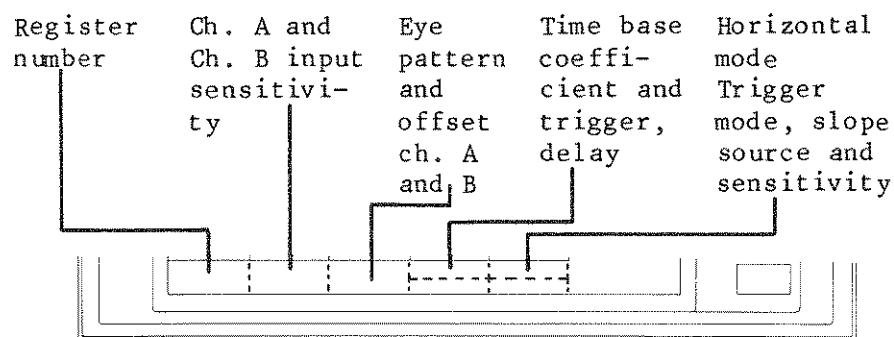 Register
number
Ch. A and
Ch. B input
sensitivi-
ty
Eye
pattern
and
offset
ch. A
and B
Time base
coeffi-
cient and
trigger,
delay
Horizontal
mode
Trigger
mode, slope
source and
sensitivity